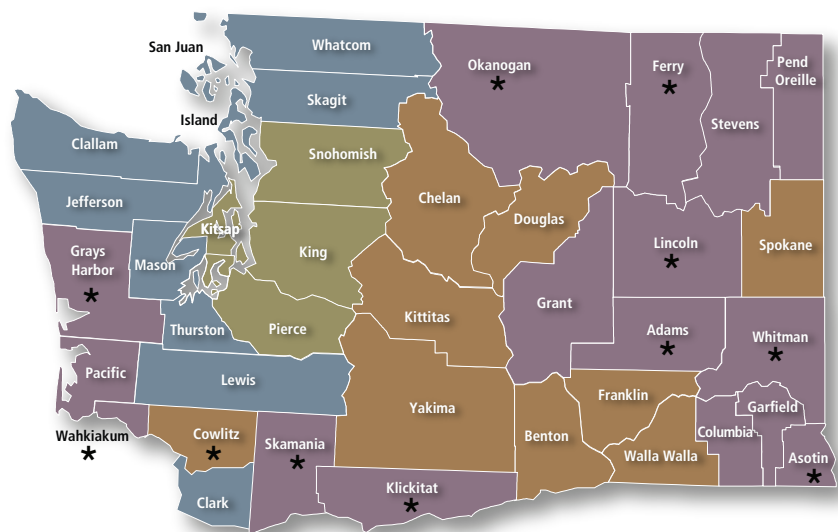 San Juan
Whatcom
Okanogan
*
Ferry
*
Pend
Oreille
Skagit
Island
Stevens
Clallam
Snohomish
Jefferson
Chelan
Douglas
Kitsap
Lincoln
*
Spokane
Grays
Harbor
*
Mason
King
Grant
Kittitas
Thurston
Pierce
Adams
*
Whitman
*
Pacific
Lewis
Yakima
Franklin
Garfield
Wahkiakum
*
Cowlitz
*
Skamania
*
Benton
Columbia
Walla Walla
Asotin
*
Klickitat
*
Clark